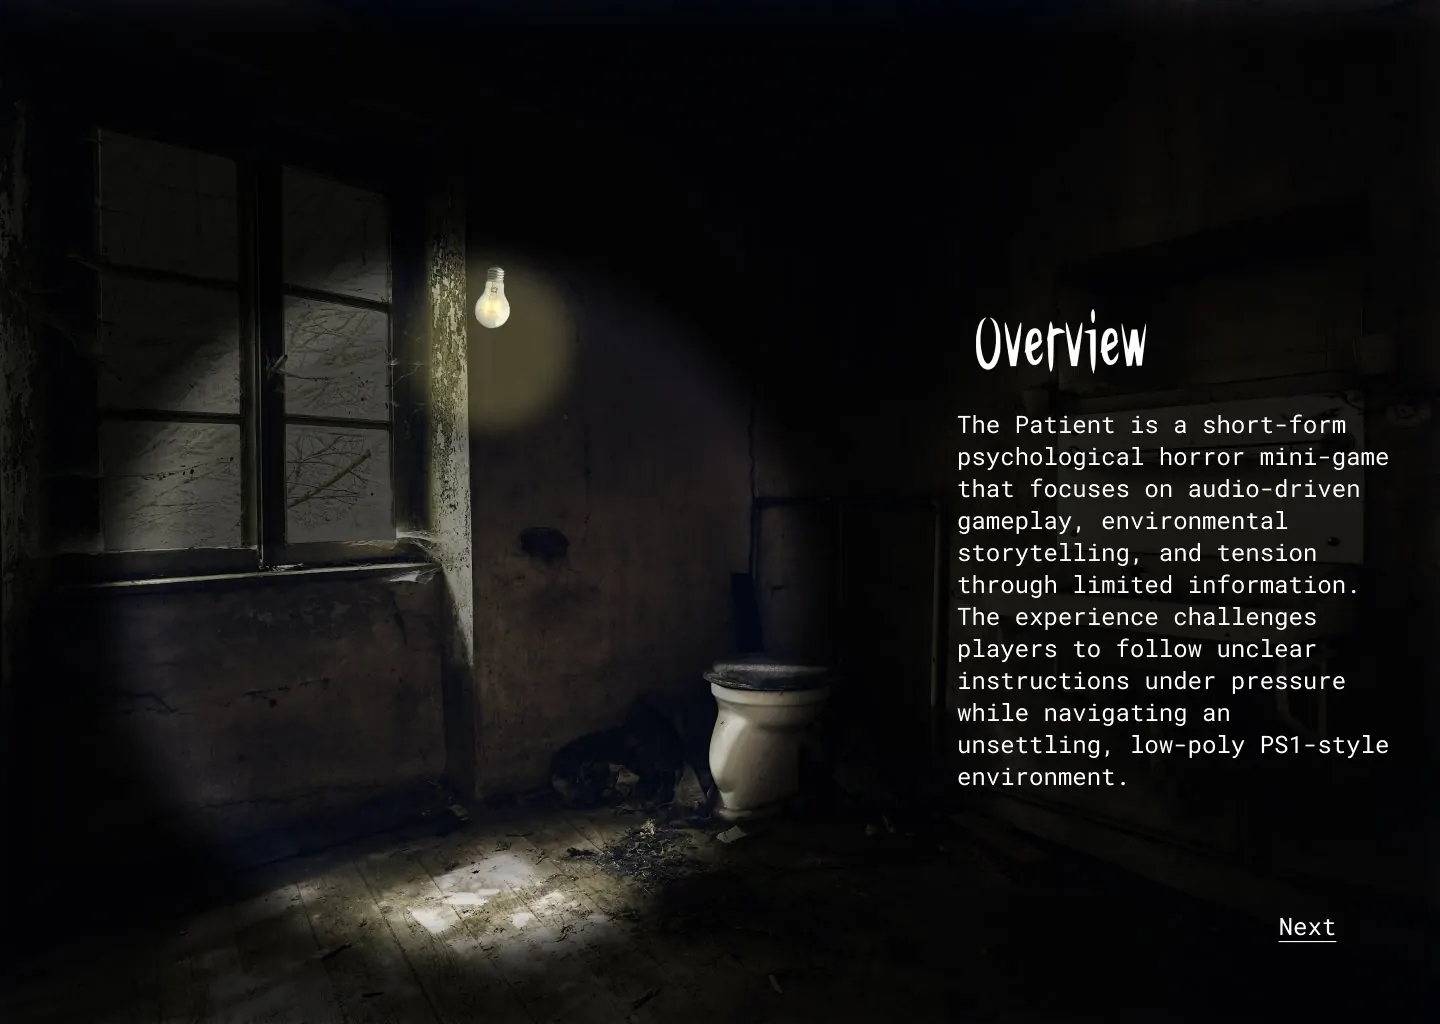 Overview
The Patient is a short-form
psychological horror mini-game
that focuses on audio-driven
gameplay, environmental
storytelling, and tension
through limited information.
The experience challenges
players to follow unclear
instructions under pressure
while navigating an
unsettling, low-poly PS1-style
environment.
Next